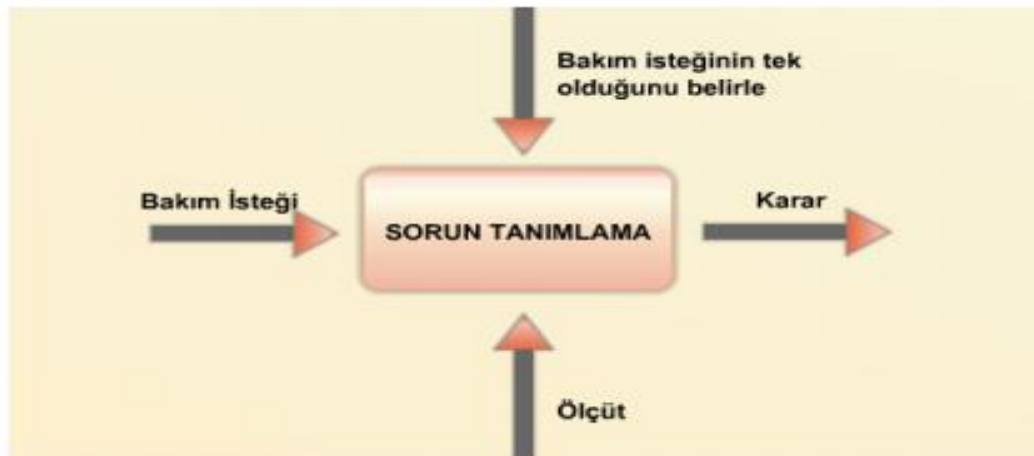 Bakım isteğinin tek
olduğunu belirle
Bakım İsteği
SORUN TANIMLAMA
Karar
Ölçüt